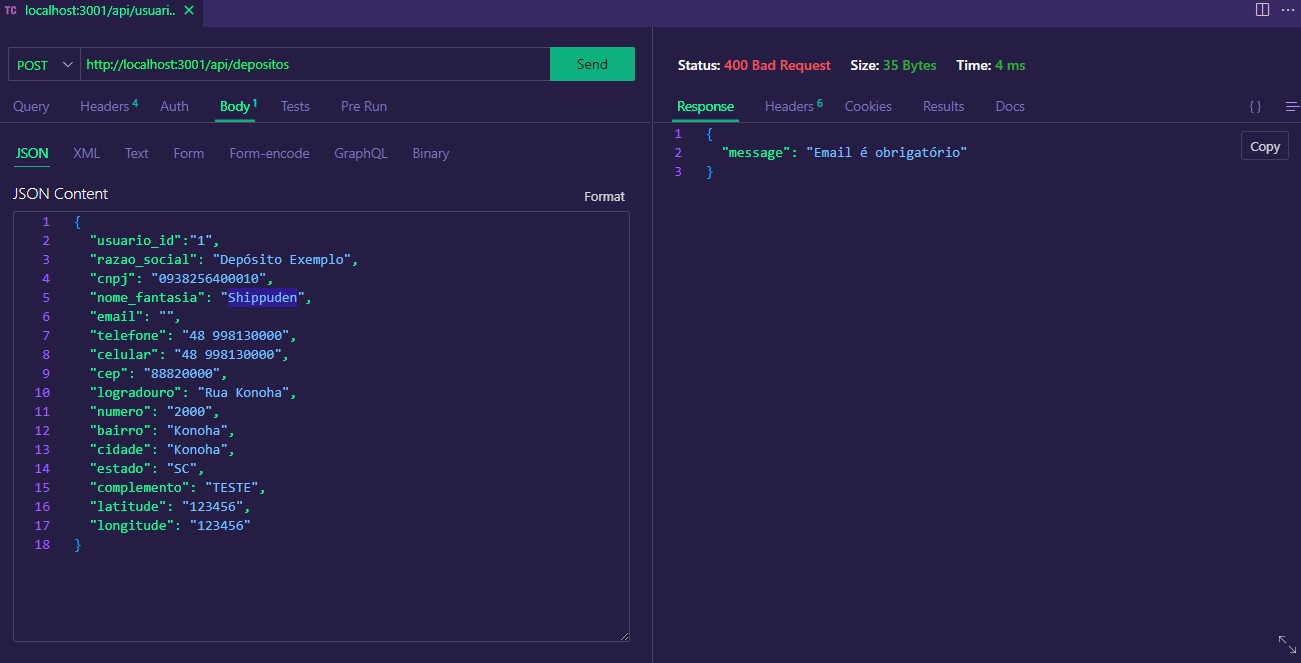 TC localhost:3001/api/usuari.. ✕ ···
POST http://localhost:3001/api/depositos Send
Query Headers 4 Auth Body 1 Tests Pre Run
JSON XML Text Form Form-encode GraphQL Binary
JSON Content Format
1 {
2 "usuario_id":"1",
3 "razao_social": "Depósito Exemplo",
4 "cnpj": "0938256400010",
5 "nome_fantasia": "Shippuden",
6 "email": "",
7 "telefone": "48 998130000",
8 "celular": "48 998130000",
9 "cep": "88820000",
10 "logradouro": "Rua Konoha",
11 "numero": "2000",
12 "bairro": "Konoha",
13 "cidade": "Konoha",
14 "estado": "SC",
15 "complemento": "TESTE",
16 "latitude": "123456",
17 "longitude": "123456"
18 }
Status: 400 Bad Request Size: 35 Bytes Time: 4 ms
Response Headers 6 Cookies Results Docs { }
1 {
2 "message": "Email é obrigatório"
3 }
Copy